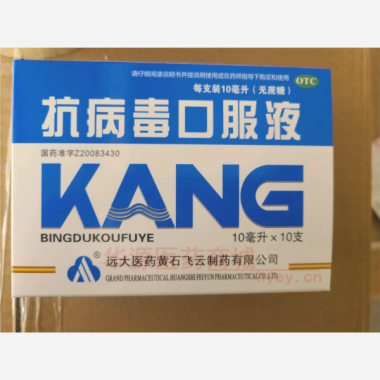 请仔细阅读说明书并按说明使用或在药师指导下购买和使用
OTC
每支装10毫升（无蔗糖）
抗病毒口服液
国药准字Z20083430
KANG
BINGDUKOUFUYE
10毫升×10支
®
远大医药黄石飞云制药有限公司
GRAND PHARMACEUTICAL HUANGSHI FEIYUN PHARMACEUTICAL CO.,LTD.